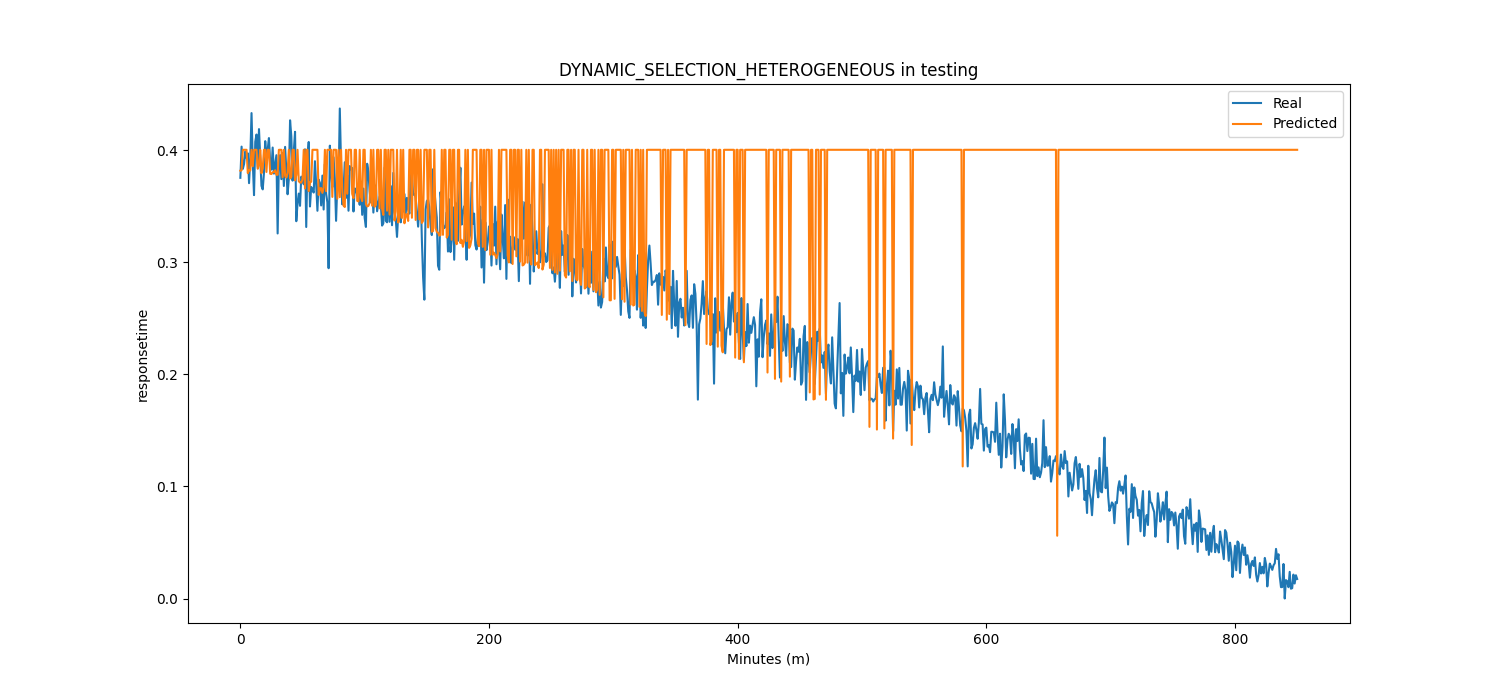 DYNAMIC_SELECTION_HETEROGENEOUS in testing
Real
Predicted
responsetime
0.4
0.3
0.2
0.1
0.0
0 200 400 600 800
Minutes (m)